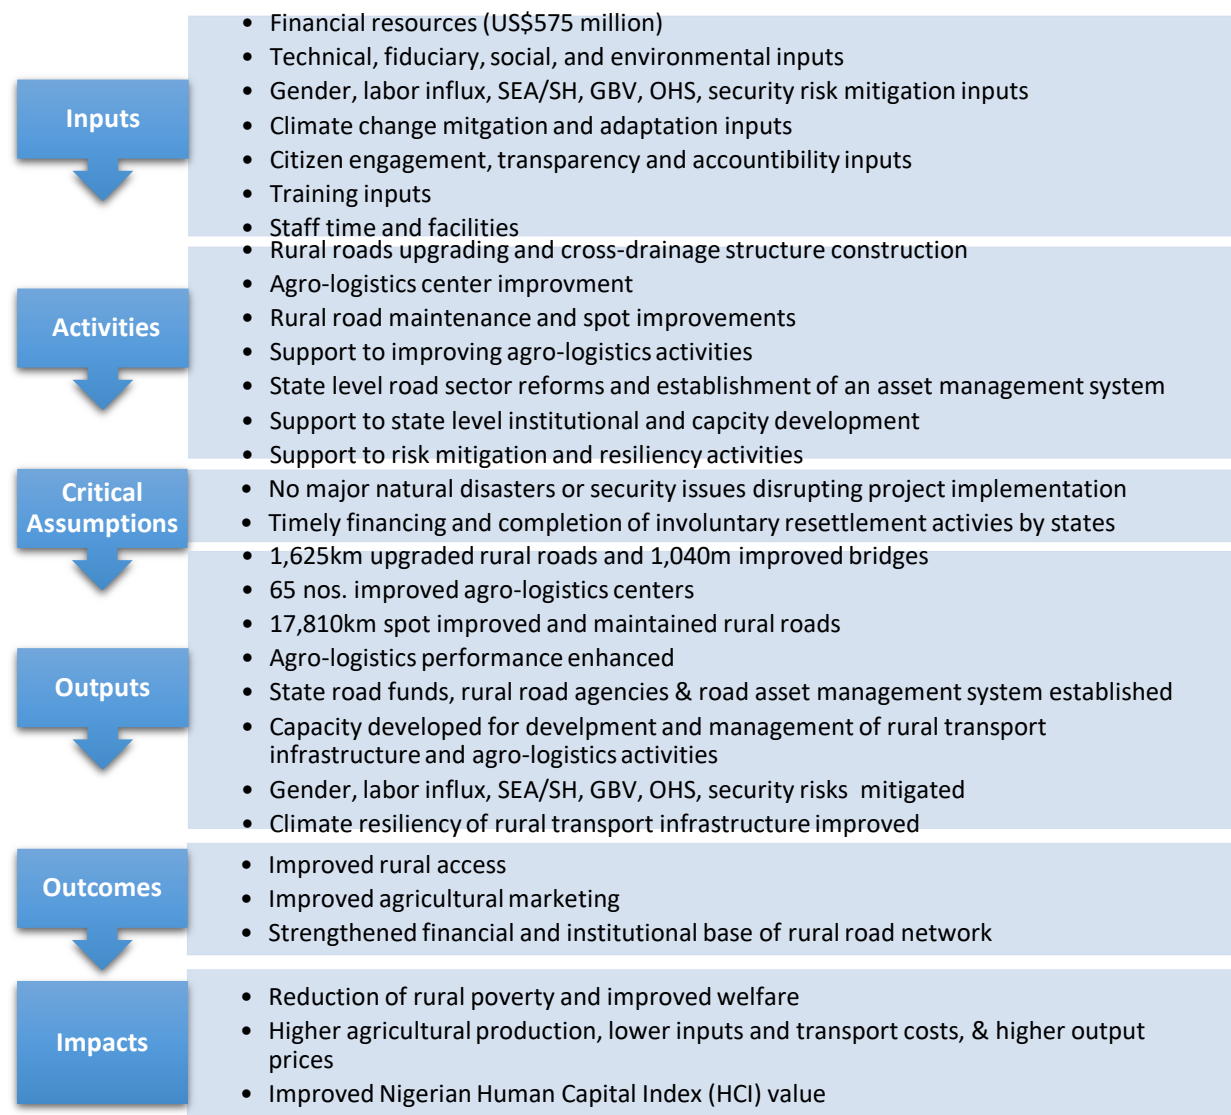 Inputs
• Financial resources (US$575 million)
• Technical, fiduciary, social, and environmental inputs
• Gender, labor influx, SEA/SH, GBV, OHS, security risk mitigation inputs
• Climate change mitgation and adaptation inputs
• Citizen engagement, transparency and accountibility inputs
• Training inputs
• Staff time and facilities
Activities
• Rural roads upgrading and cross-drainage structure construction
• Agro-logistics center improvment
• Rural road maintenance and spot improvements
• Support to improving agro-logistics activities
• State level road sector reforms and establishment of an asset management system
• Support to state level institutional and capcity development
• Support to risk mitigation and resiliency activities
Critical
Assumptions
• No major natural disasters or security issues disrupting project implementation
• Timely financing and completion of involuntary resettlement activies by states
Outputs
• 1,625km upgraded rural roads and 1,040m improved bridges
• 65 nos. improved agro-logistics centers
• 17,810km spot improved and maintained rural roads
• Agro-logistics performance enhanced
• State road funds, rural road agencies & road asset management system established
• Capacity developed for develpment and management of rural transport
infrastructure and agro-logistics activities
• Gender, labor influx, SEA/SH, GBV, OHS, security risks mitigated
• Climate resiliency of rural transport infrastructure improved
Outcomes
• Improved rural access
• Improved agricultural marketing
• Strengthened financial and institutional base of rural road network
Impacts
• Reduction of rural poverty and improved welfare
• Higher agricultural production, lower inputs and transport costs, & higher output
prices
• Improved Nigerian Human Capital Index (HCI) value